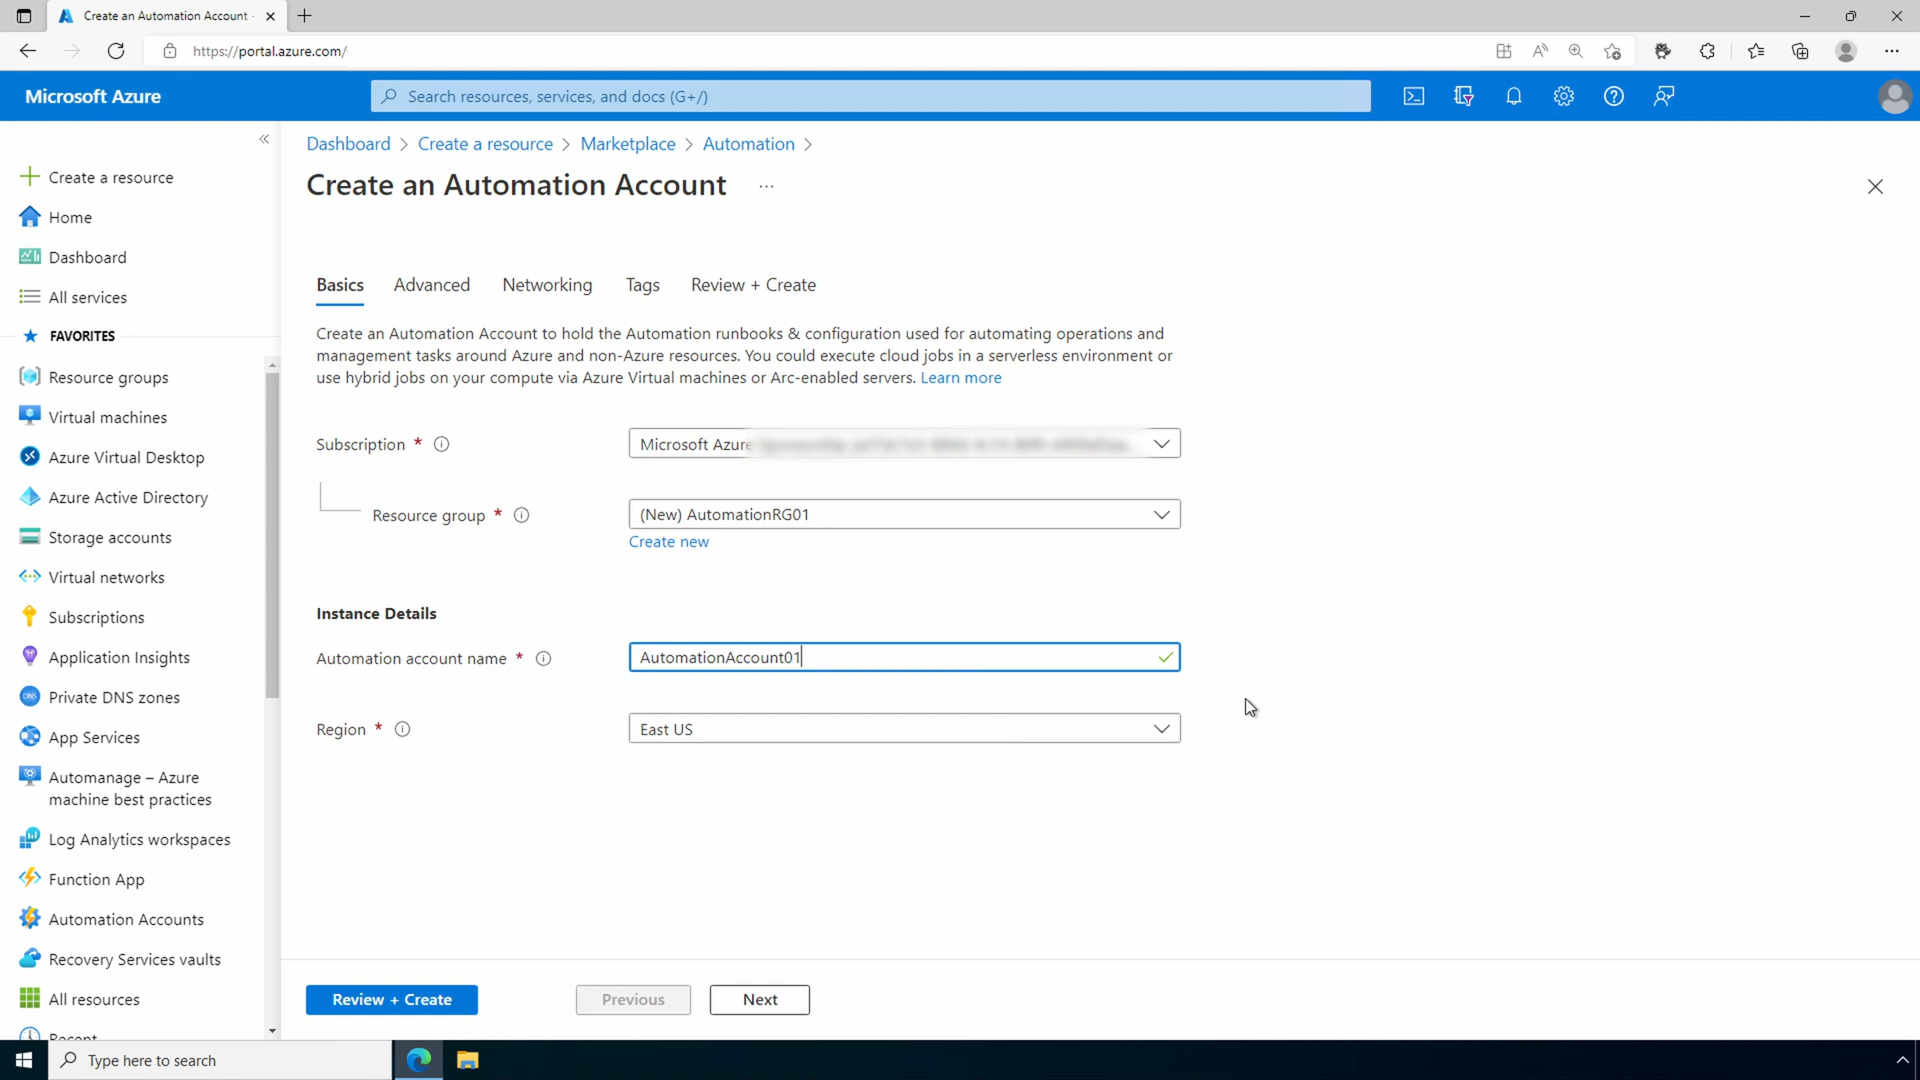 Create an Automation Account -
https://portal.azure.com/
Microsoft Azure
Search resources, services, and docs (G+/)
Create a resource
Home
Dashboard
All services
FAVORITES
Resource groups
Virtual machines
Azure Virtual Desktop
Azure Active Directory
Storage accounts
Virtual networks
Subscriptions
Application Insights
Private DNS zones
App Services
Automanage – Azure
machine best practices
Log Analytics workspaces
Function App
Automation Accounts
Recovery Services vaults
All resources
Recent
Dashboard > Create a resource > Marketplace > Automation >
Create an Automation Account ...
Basics Advanced Networking Tags Review + Create
Create an Automation Account to hold the Automation runbooks & configuration used for automating operations and
management tasks around Azure and non-Azure resources. You could execute cloud jobs in a serverless environment or
use hybrid jobs on your compute via Azure Virtual machines or Arc-enabled servers. Learn more
Subscription * Microsoft Azure
Resource group * (New) AutomationRG01
Create new
Instance Details
Automation account name * AutomationAccount01
Region * East US
Review + Create Previous Next
Type here to search